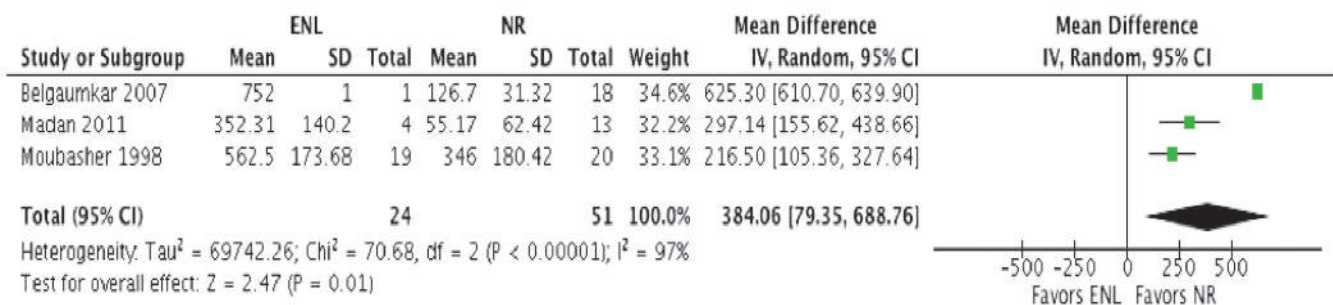 ENL NR Mean Difference Mean Difference
Study or Subgroup Mean SD Total Mean SD Total Weight IV, Random, 95% CI IV, Random, 95% CI
Belgaumkar 2007 752 1 1 126.7 31.32 18 34.6% 625.30 [610.70, 639.90]
Madan 2011 352.31 140.2 4 55.17 62.42 13 32.2% 297.14 [155.62, 438.66]
Moubasher 1998 562.5 173.68 19 346 180.42 20 33.1% 216.50 [105.36, 327.64]
Total (95% CI) 24 51 100.0% 384.06 [79.35, 688.76]
Heterogeneity: Tau² = 69742.26; Chi² = 70.68, df = 2 (P < 0.00001); I² = 97%
Test for overall effect: Z = 2.47 (P = 0.01)
-500 -250 0 250 500
Favors ENL Favors NR